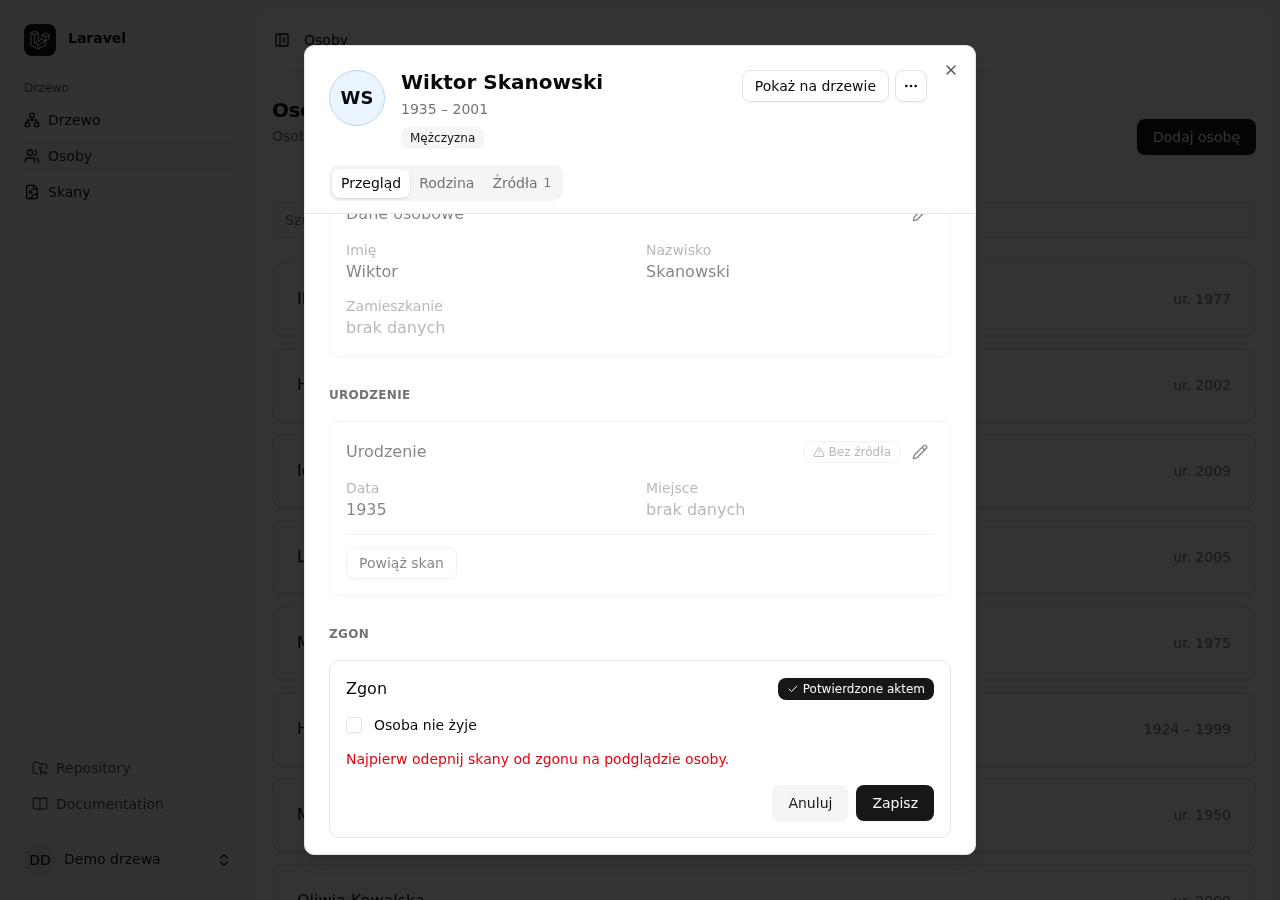 Laravel
Osoby
Drzewo
Drzewo
Osoby
Skany
Dodaj osobę
WS
Wiktor Skanowski
1935 – 2001
Mężczyzna
Pokaż na drzewie
Przegląd
Rodzina
Źródła 1
Dane osobowe
Imię
Wiktor
Nazwisko
Skanowski
Zamieszkanie
brak danych
URODZENIE
Urodzenie
Bez źródła
Data
1935
Miejsce
brak danych
Powiąż skan
ZGON
Zgon
Potwierdzone aktem
Osoba nie żyje
Najpierw odepnij skany od zgonu na podglądzie osoby.
Anuluj
Zapisz
ur. 1977
ur. 2002
ur. 2009
ur. 2005
ur. 1975
1924 – 1999
ur. 1950
Oliwia Kowalska
Repository
Documentation
DD
Demo drzewa